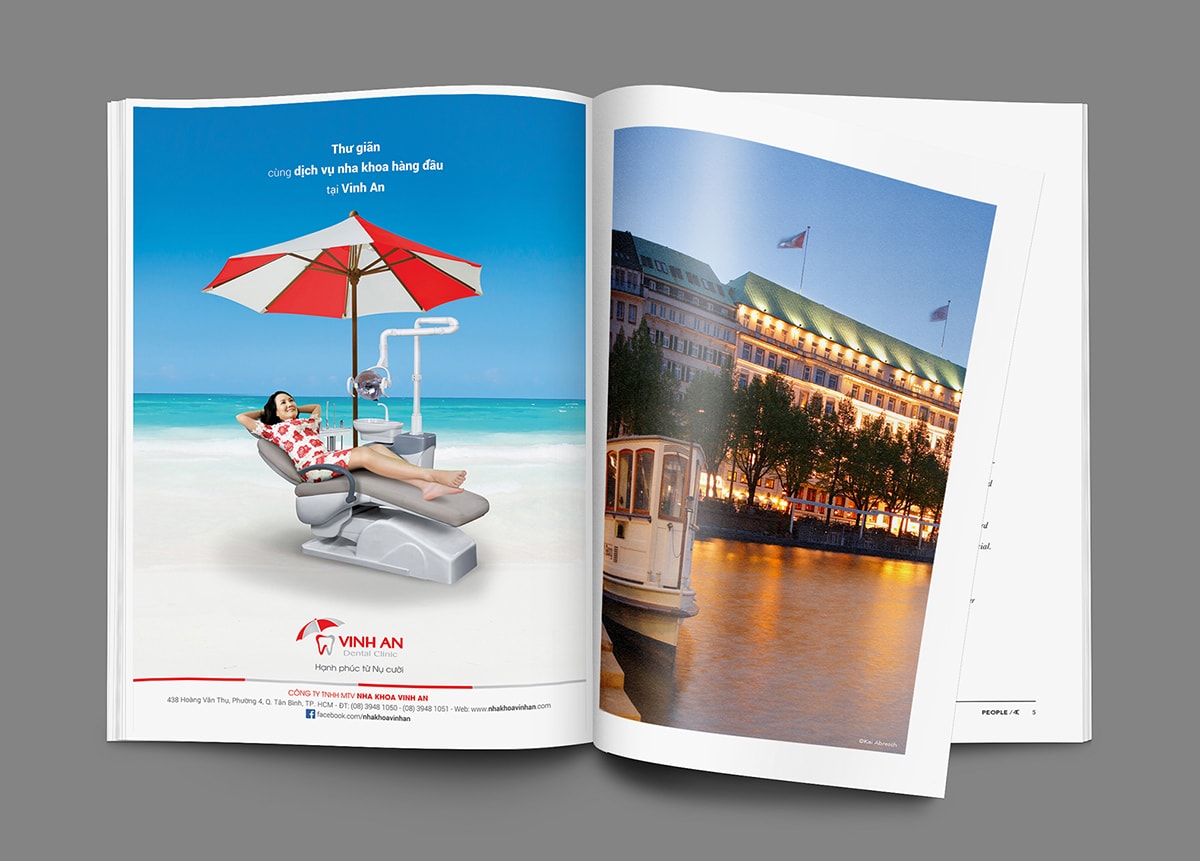 Thư giãn
cùng dịch vụ nha khoa hàng đầu
tại Vinh An
VINH AN
Dental Clinic
Hạnh phúc từ Nụ cười
CÔNG TY TNHH MTV NHA KHOA VINH AN
438 Hoàng Văn Thụ, Phường 4, Q. Tân Bình, TP. HCM - ĐT: (08) 3948 1050 - (08) 3948 1051 - Web: www.nhakhoavinhan.com
facebook.com/nhakhoavinhan
©Kai Abresch
PEOPLE / Æ 5